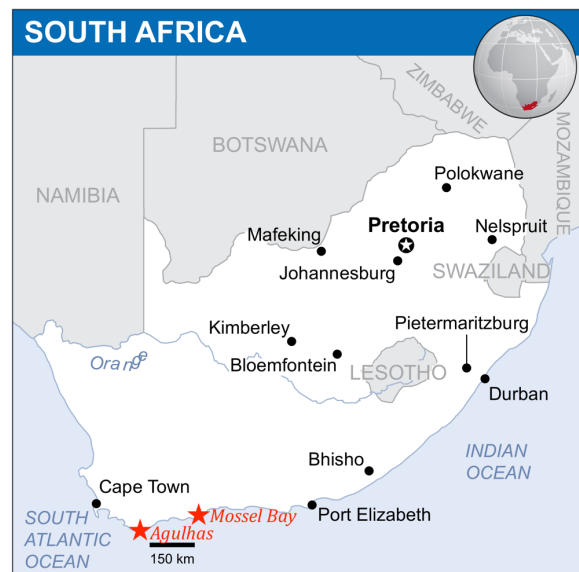 SOUTH AFRICA
ZIMBABWE
MOZAMBIQUE
BOTSWANA
NAMIBIA
Polokwane
Pretoria
Nelspruit
Mafeking
Johannesburg
SWAZILAND
Kimberley
Pietermaritzburg
Orange
Bloemfontein
LESOTHO
Durban
INDIAN
OCEAN
Bhisho
Cape Town
Mossel Bay
Port Elizabeth
SOUTH
ATLANTIC
OCEAN
Agulhas
150 km